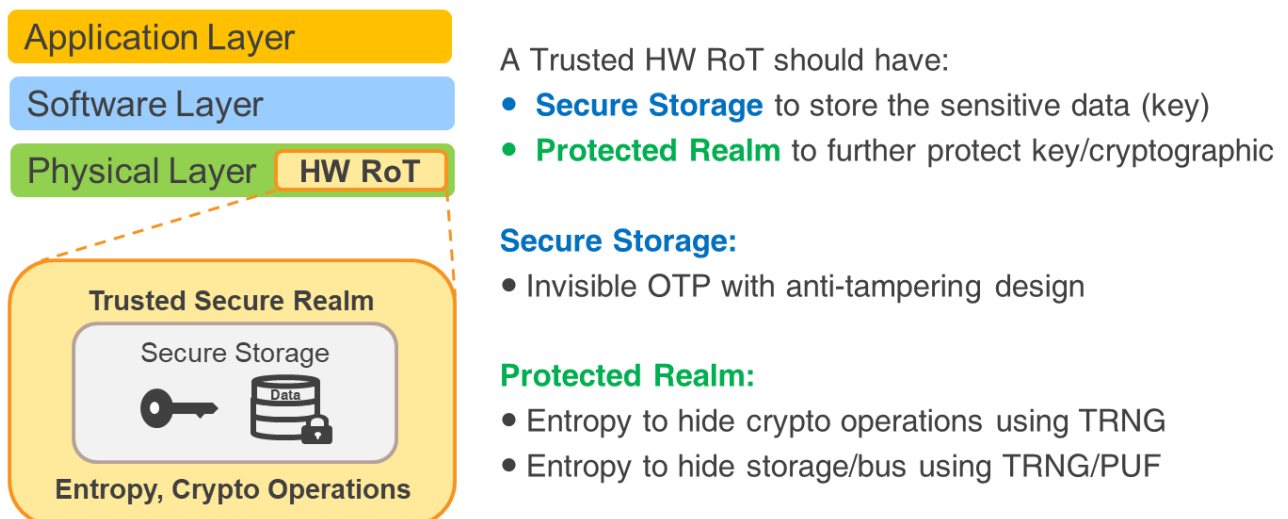 Application Layer
Software Layer
Physical Layer
HW RoT
Trusted Secure Realm
Secure Storage
Data
Entropy, Crypto Operations
A Trusted HW RoT should have:
• Secure Storage to store the sensitive data (key)
• Protected Realm to further protect key/cryptographic
Secure Storage:
• Invisible OTP with anti-tampering design
Protected Realm:
• Entropy to hide crypto operations using TRNG
• Entropy to hide storage/bus using TRNG/PUF